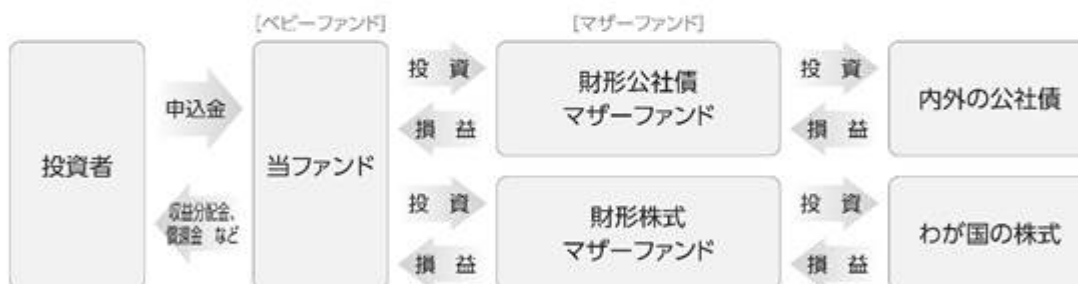 [ベビーファンド]
[マザーファンド]
投資者
申込金
収益分配金、
償還金 など
当ファンド
投 資
損 益
財形公社債
マザーファンド
投 資
損 益
内外の公社債
投 資
損 益
財形株式
マザーファンド
投 資
損 益
わが国の株式